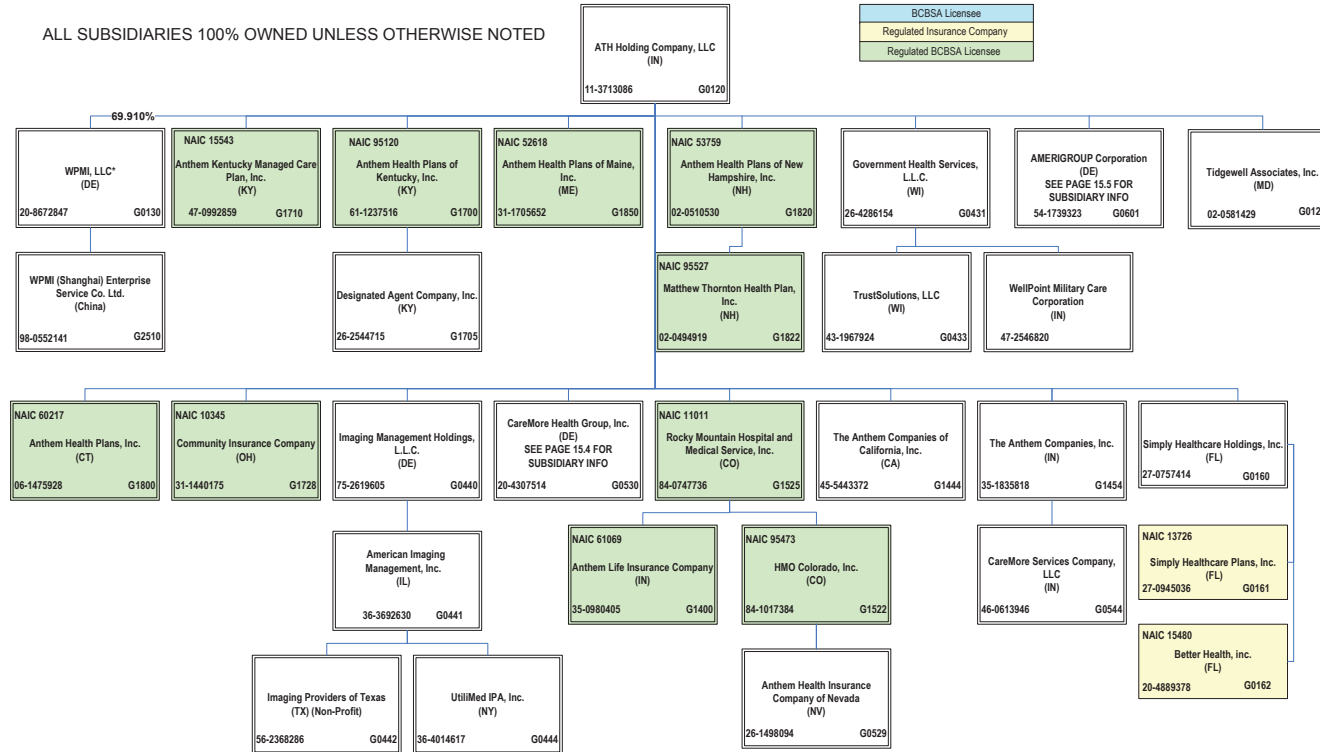 ALL SUBSIDIARIES 100% OWNED UNLESS OTHERWISE NOTED
ATH Holding Company, LLC
(IN)
11-3713086 G0120
BCBSA Licensee
Regulated Insurance Company
Regulated BCBSA Licensee
69.910%
WPMI, LLC*
(DE)
20-8672847 G0130
NAIC 15543
Anthem Kentucky Managed Care
Plan, Inc.
(KY)
47-0992859 G1710
NAIC 95120
Anthem Health Plans of
Kentucky, Inc.
(KY)
61-1237516 G1700
NAIC 52618
Anthem Health Plans of Maine,
Inc.
(ME)
31-1705652 G1850
NAIC 53759
Anthem Health Plans of New
Hampshire, Inc.
(NH)
02-0510530 G1820
Government Health Services,
L.L.C.
(WI)
26-4286154 G0431
AMERIGROUP Corporation
(DE)
SEE PAGE 15.5 FOR
SUBSIDIARY INFO
54-1739323 G0601
Tidgewell Associates, Inc.
(MD)
02-0581429 G012
WPMI (Shanghai) Enterprise
Service Co. Ltd.
(China)
98-0552141 G2510
Designated Agent Company, Inc.
(KY)
26-2544715 G1705
NAIC 95527
Matthew Thornton Health Plan,
Inc.
(NH)
02-0494919 G1822
TrustSolutions, LLC
(WI)
43-1967924 G0433
WellPoint Military Care
Corporation
(IN)
47-2546820
NAIC 60217
Anthem Health Plans, Inc.
(CT)
06-1475928 G1800
NAIC 10345
Community Insurance Company
(OH)
31-1440175 G1728
Imaging Management Holdings,
L.L.C.
(DE)
75-2619605 G0440
CareMore Health Group, Inc.
(DE)
SEE PAGE 15.4 FOR
SUBSIDIARY INFO
20-4307514 G0530
NAIC 11011
Rocky Mountain Hospital and
Medical Service, Inc.
(CO)
84-0747736 G1525
The Anthem Companies of
California, Inc.
(CA)
45-5443372 G1444
The Anthem Companies, Inc.
(IN)
35-1835818 G1454
Simply Healthcare Holdings, Inc.
(FL)
27-0757414 G0160
American Imaging
Management, Inc.
(IL)
36-3692630 G0441
NAIC 61069
Anthem Life Insurance Company
(IN)
35-0980405 G1400
NAIC 95473
HMO Colorado, Inc.
(CO)
84-1017384 G1522
CareMore Services Company,
LLC
(IN)
46-0613946 G0544
NAIC 13726
Simply Healthcare Plans, Inc.
(FL)
27-0945036 G0161
NAIC 15480
Better Health, inc.
(FL)
20-4889378 G0162
Imaging Providers of Texas
(TX) (Non-Profit)
56-2368286 G0442
UtiliMed IPA, Inc.
(NY)
36-4014617 G0444
Anthem Health Insurance
Company of Nevada
(NV)
26-1498094 G0529